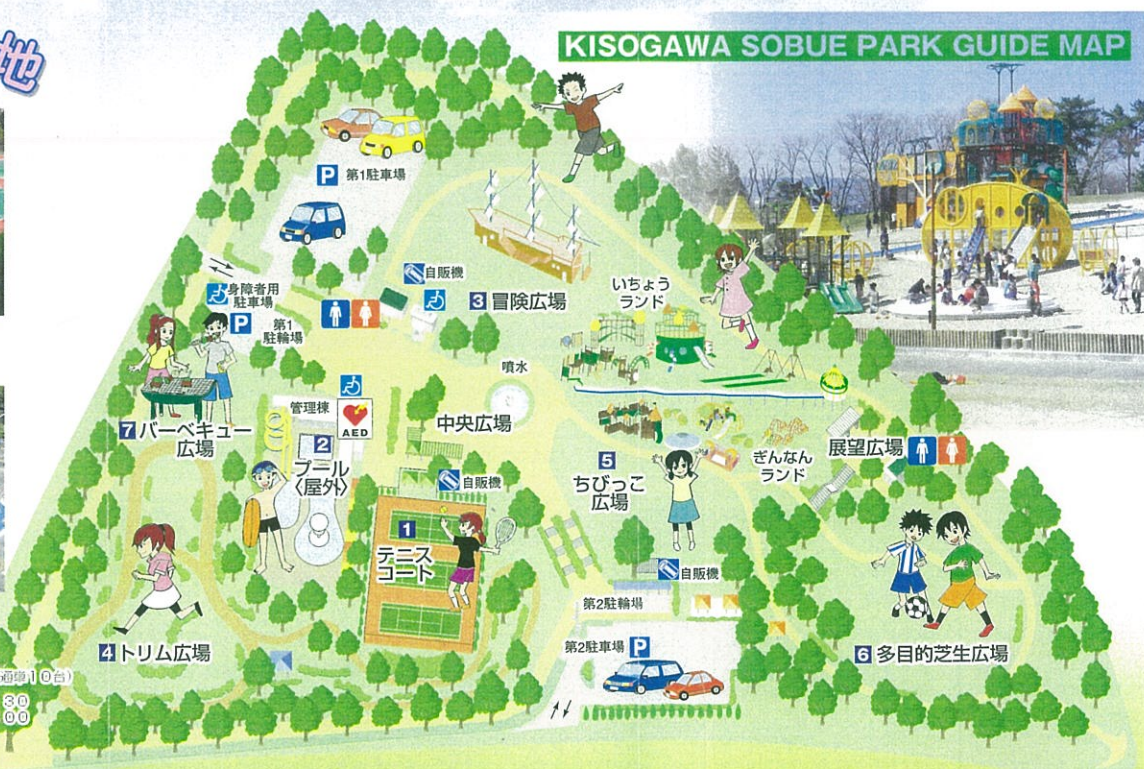 地
KISOGAWA SOBUE PARK GUIDE MAP
P 第1駐車場
自販機
身障者用
駐車場
P
第1
駐輪場
3 冒険広場
いちょう
ランド
噴水
管理棟
AED
中央広場
7 バーベキュー
広場
2
プール
〈屋外〉
自販機
5
ちびっこ
広場
ぎんなん
ランド
展望広場
1
テニス
コート
自販機
第2駐輪場
4 トリム広場
第2駐車場 P
6 多目的芝生広場
10台)
30
00